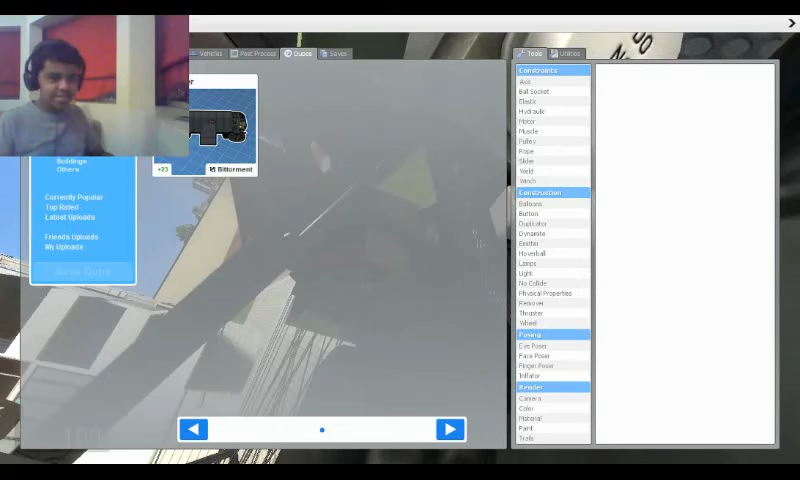 Vehicles
Post Process
Dupes
Saves
Tools
Utilities
Buildings
Others
Currently Popular
Top Rated
Latest Uploads
Friends Uploads
My Uploads
Save Dupe
+23
Bittorment
Constraints
Axis
Ball Socket
Elastic
Hydraulic
Motor
Muscle
Pulley
Rope
Slider
Weld
Winch
Construction
Balloons
Button
Duplicator
Dynamite
Emitter
Hoverball
Lamps
Light
No Collide
Physical Properties
Remover
Thruster
Wheel
Posing
Eye Poser
Face Poser
Finger Poser
Inflator
Render
Camera
Color
Material
Paint
Trails
100